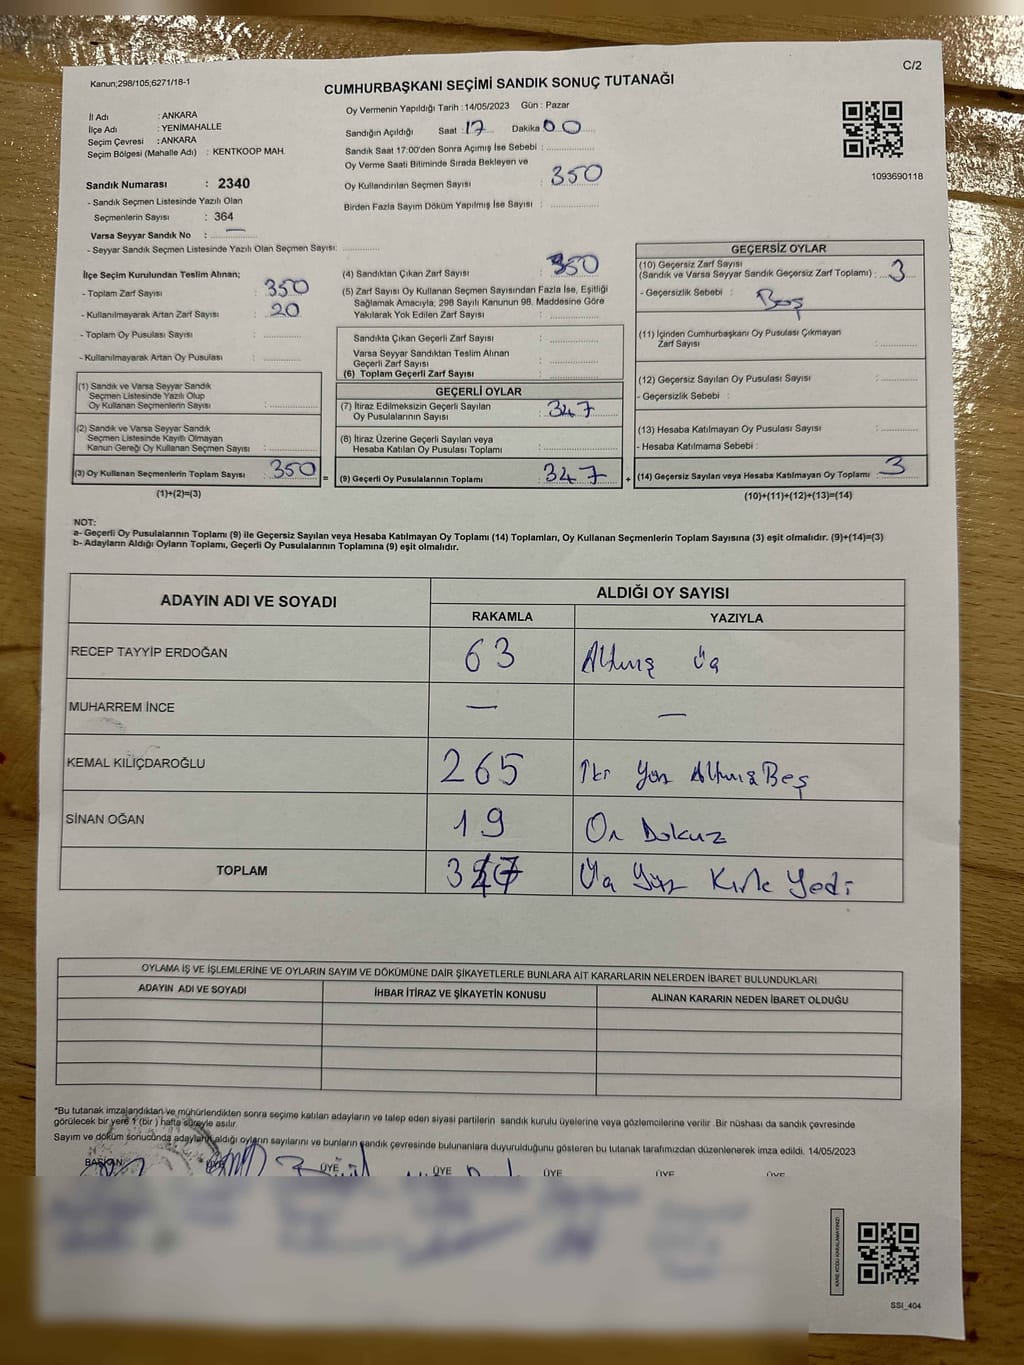 Kanun;298/105;6271/18-1
C/2
CUMHURBAŞKANI SEÇİMİ SANDIK SONUÇ TUTANAĞI
İl Adı : ANKARA
İlçe Adı : YENİMAHALLE
Seçim Çevresi : ANKARA
Seçim Bölgesi (Mahalle Adı) : KENTKOOP MAH.
Sandık Numarası : 2340
- Sandık Seçmen Listesinde Yazılı Olan
Seçmenlerin Sayısı : 364
Varsa Seyyar Sandık No : —
- Seyyar Sandık Seçmen Listesinde Yazılı Olan Seçmen Sayısı:
Oy Vermenin Yapıldığı Tarih : 14/05/2023 Gün : Pazar
Sandığın Açıldığı Saat : 17 Dakika 00
Sandık Saat 17:00'den Sonra Açımış İse Sebebi :
Oy Verme Saati Bitiminde Sırada Bekleyen ve
Oy Kullandırılan Seçmen Sayısı : 350
Birden Fazla Sayım Döküm Yapılmış İse Sayısı :
1093690118
İlçe Seçim Kurulundan Teslim Alınan;
- Toplam Zarf Sayısı : 350
- Kullanılmayarak Artan Zarf Sayısı : 20
- Toplam Oy Pusulası Sayısı :
- Kullanılmayarak Artan Oy Pusulası :
(1) Sandık ve Varsa Seyyar Sandık
Seçmen Listesinde Yazılı Olup
Oy Kullanan Seçmenlerin Sayısı :
(2) Sandık ve Varsa Seyyar Sandık
Seçmen Listesinde Kayıtlı Olmayan
Kanun Gereği Oy Kullanan Seçmen Sayısı :
(3) Oy Kullanan Seçmenlerin Toplam Sayısı 350 =
(1)+(2)=(3)
(4) Sandıktan Çıkan Zarf Sayısı : 350
(5) Zarf Sayısı Oy Kullanan Seçmen Sayısından Fazla İse, Eşitliği
Sağlamak Amacıyla; 298 Sayılı Kanunun 98. Maddesine Göre
Yakılarak Yok Edilen Zarf Sayısı :
Sandıkta Çıkan Geçerli Zarf Sayısı :
Varsa Seyyar Sandıktan Teslim Alınan
Geçerli Zarf Sayısı :
(6) Toplam Geçerli Zarf Sayısı :
GEÇERLİ OYLAR
(7) İtiraz Edilmeksizin Geçerli Sayılan
Oy Pusulalarının Sayısı : 347
(8) İtiraz Üzerine Geçerli Sayılan veya
Hesaba Katılan Oy Pusulası Toplamı :
(9) Geçerli Oy Pusulalarının Toplamı : 347 +
GEÇERSİZ OYLAR
(10) Geçersiz Zarf Sayısı
(Sandık ve Varsa Seyyar Sandık Geçersiz Zarf Toplamı) : 3
- Geçersizlik Sebebi : Boş
(11) İçinden Cumhurbaşkanı Oy Pusulası Çıkmayan
Zarf Sayısı :
(12) Geçersiz Sayılan Oy Pusulası Sayısı :
- Geçersizlik Sebebi :
(13) Hesaba Katılmayan Oy Pusulası Sayısı :
- Hesaba Katılmama Sebebi :
(14) Geçersiz Sayılan veya Hesaba Katılmayan Oy Toplamı : 3
(10)+(11)+(12)+(13)=(14)
NOT:
a- Geçerli Oy Pusulalarının Toplamı (9) ile Geçersiz Sayılan veya Hesaba Katılmayan Oy Toplamı (14) Toplamları, Oy Kullanan Seçmenlerin Toplam Sayısına (3) eşit olmalıdır. (9)+(14)=(3)
b- Adayların Aldığı Oyların Toplamı, Geçerli Oy Pusulalarının Toplamına (9) eşit olmalıdır.
ADAYIN ADI VE SOYADI
ALDIĞI OY SAYISI
RAKAMLA YAZIYLA
RECEP TAYYİP ERDOĞAN 63 Altmış Üç
MUHARREM İNCE — —
KEMAL KILIÇDAROĞLU 265 İki Yüz Altmış Beş
SİNAN OĞAN 19 On Dokuz
TOPLAM 347 Üç Yüz Kırk Yedi
OYLAMA İŞ VE İŞLEMLERİNE VE OYLARIN SAYIM VE DÖKÜMÜNE DAİR ŞİKAYETLERLE BUNLARA AİT KARARLARIN NELERDEN İBARET BULUNDUKLARI
ADAYIN ADI VE SOYADI İHBAR İTİRAZ VE ŞİKAYETİN KONUSU ALINAN KARARIN NEDEN İBARET OLDUĞU
*Bu tutanak imzalandıktan ve mühürlendikten sonra seçime katılan adayların ve talep eden siyasi partilerin sandık kurulu üyelerine veya gözlemcilerine verilir. Bir nüshası da sandık çevresinde
görülecek bir yere 1 (bir) hafta süreyle asılır.
Sayım ve döküm sonucunda adayların aldığı oyların sayılarını ve bunların sandık çevresinde bulunanlara duyurulduğunu gösteren bu tutanak tarafımızdan düzenlenerek imza edildi. 14/05/2023
BAŞKAN ÜYE ÜYE ÜYE ÜYE ÜYE ÜYE
KARE KODU KARALAMAYINIZ!
SSI_404